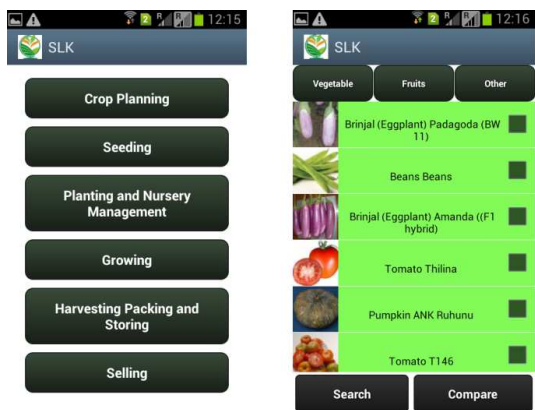 12:15
SLK
Crop Planning
Seeding
Planting and Nursery
Management
Growing
Harvesting Packing and
Storing
Selling
12:16
SLK
Vegetable Fruits Other
Brinjal (Eggplant) Padagoda (BW
11)
Beans Beans
Brinjal (Eggplant) Amanda ((F1
hybrid)
Tomato Thilina
Pumpkin ANK Ruhunu
Tomato T146
Search Compare